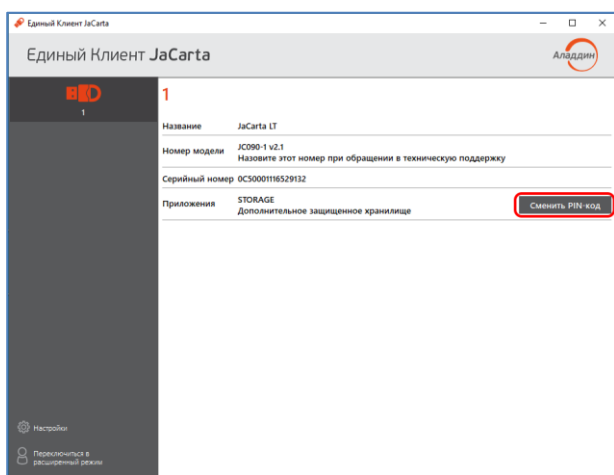 Единый Клиент JaCarta
Единый Клиент JaCarta
Аладдин
1
1
Название JaCarta LT
Номер модели JC090-1 v2.1
Назовите этот номер при обращении в техническую поддержку
Серийный номер 0C50001116529132
Приложения STORAGE
Дополнительное защищенное хранилище
Сменить PIN-код
Настройки
Переключиться в
расширенный режим